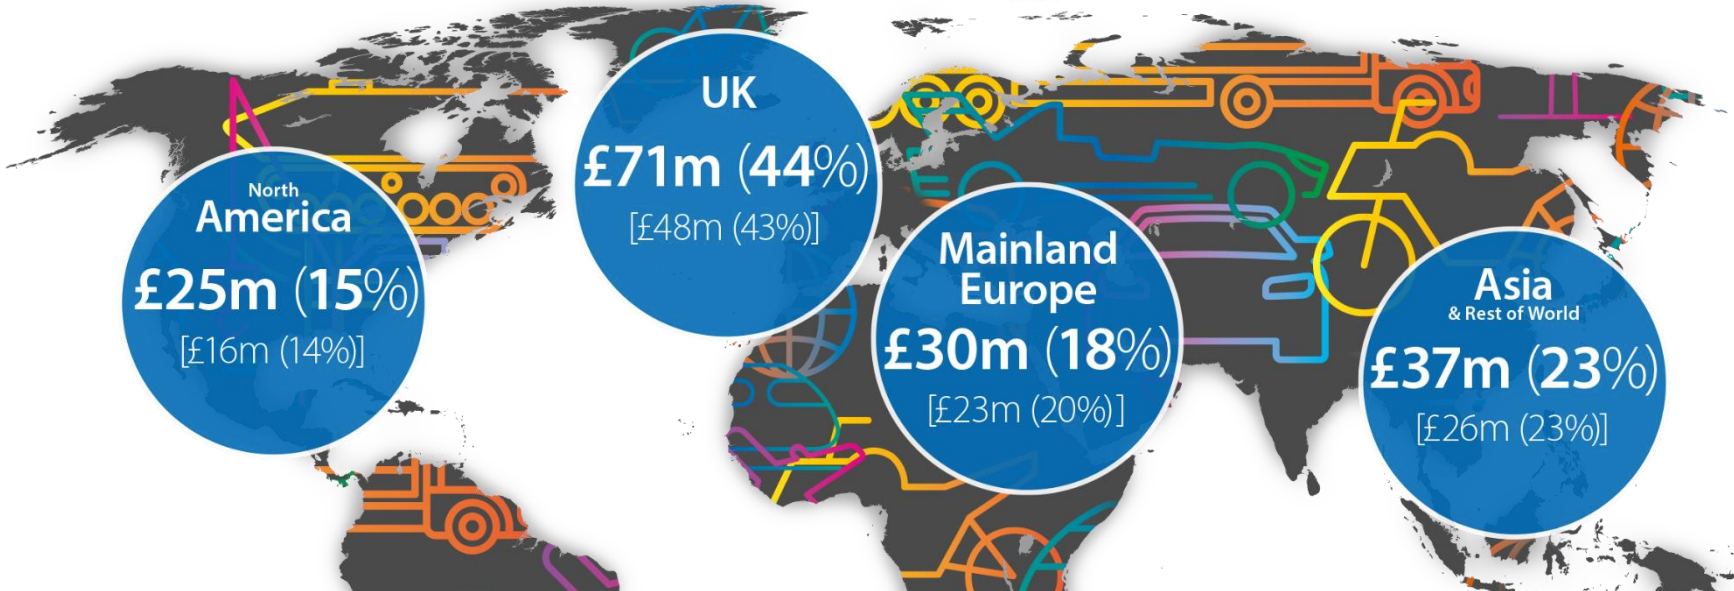 UK
£71m (44%)
[£48m (43%)]
North
America
£25m (15%)
[£16m (14%)]
Mainland
Europe
£30m (18%)
[£23m (20%)]
Asia
& Rest of World
£37m (23%)
[£26m (23%)]